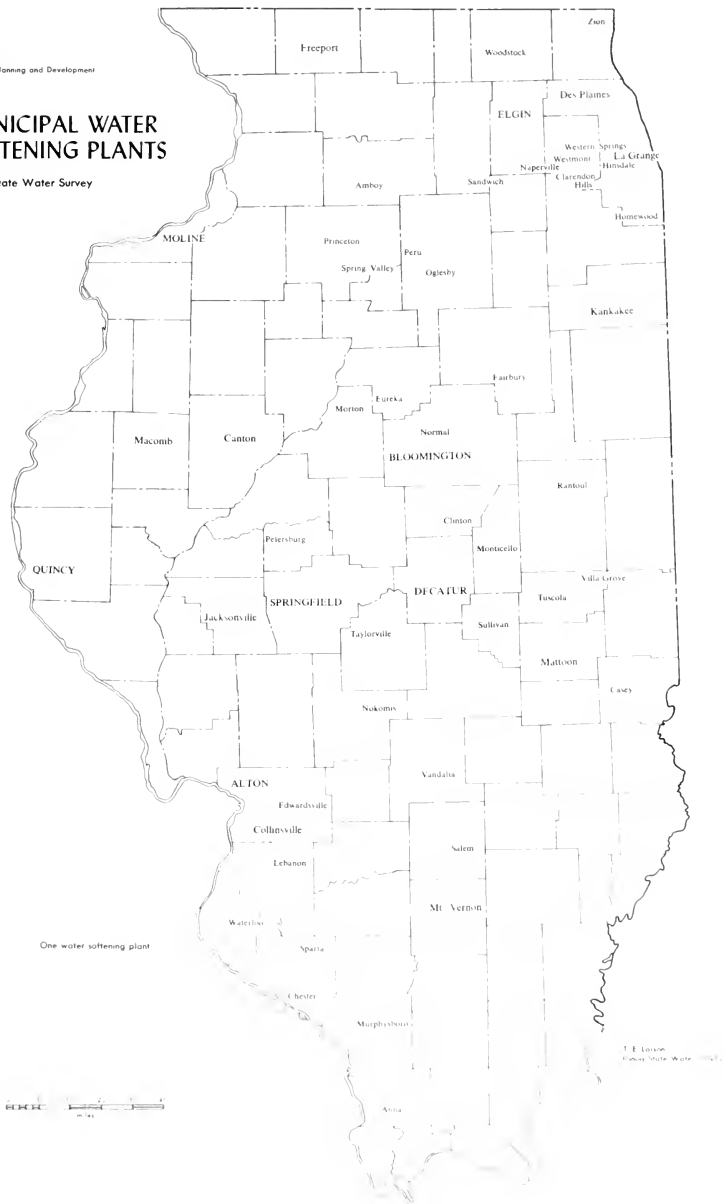 lanning and Development
NICIPAL WATER
TENING PLANTS
ate Water Survey
Zion
Freeport
Woodstock
Des Plaines
ELGIN
Western Springs
Westmont
La Grange
Hinsdale
Naperville
Clarendon
Hills
Sandwich
Amboy
Homewood
MOLINE
Princeton
Peru
Spring Valley
Oglesby
Kankakee
Fairbury
Eureka
Morton
Macomb
Canton
Normal
BLOOMINGTON
Rantoul
Clinton
Petersburg
Monticello
QUINCY
Villa Grove
DECATUR
Tuscola
SPRINGFIELD
Jacksonville
Sullivan
Taylorville
Mattoon
Casey
Nokomis
Vandalia
ALTON
Edwardsville
Collinsville
Salem
Lebanon
Mt Vernon
Waterloo
One water softening plant
Sparta
Chester
Murphysboro
T. E. Larson
State Water
Anna
miles